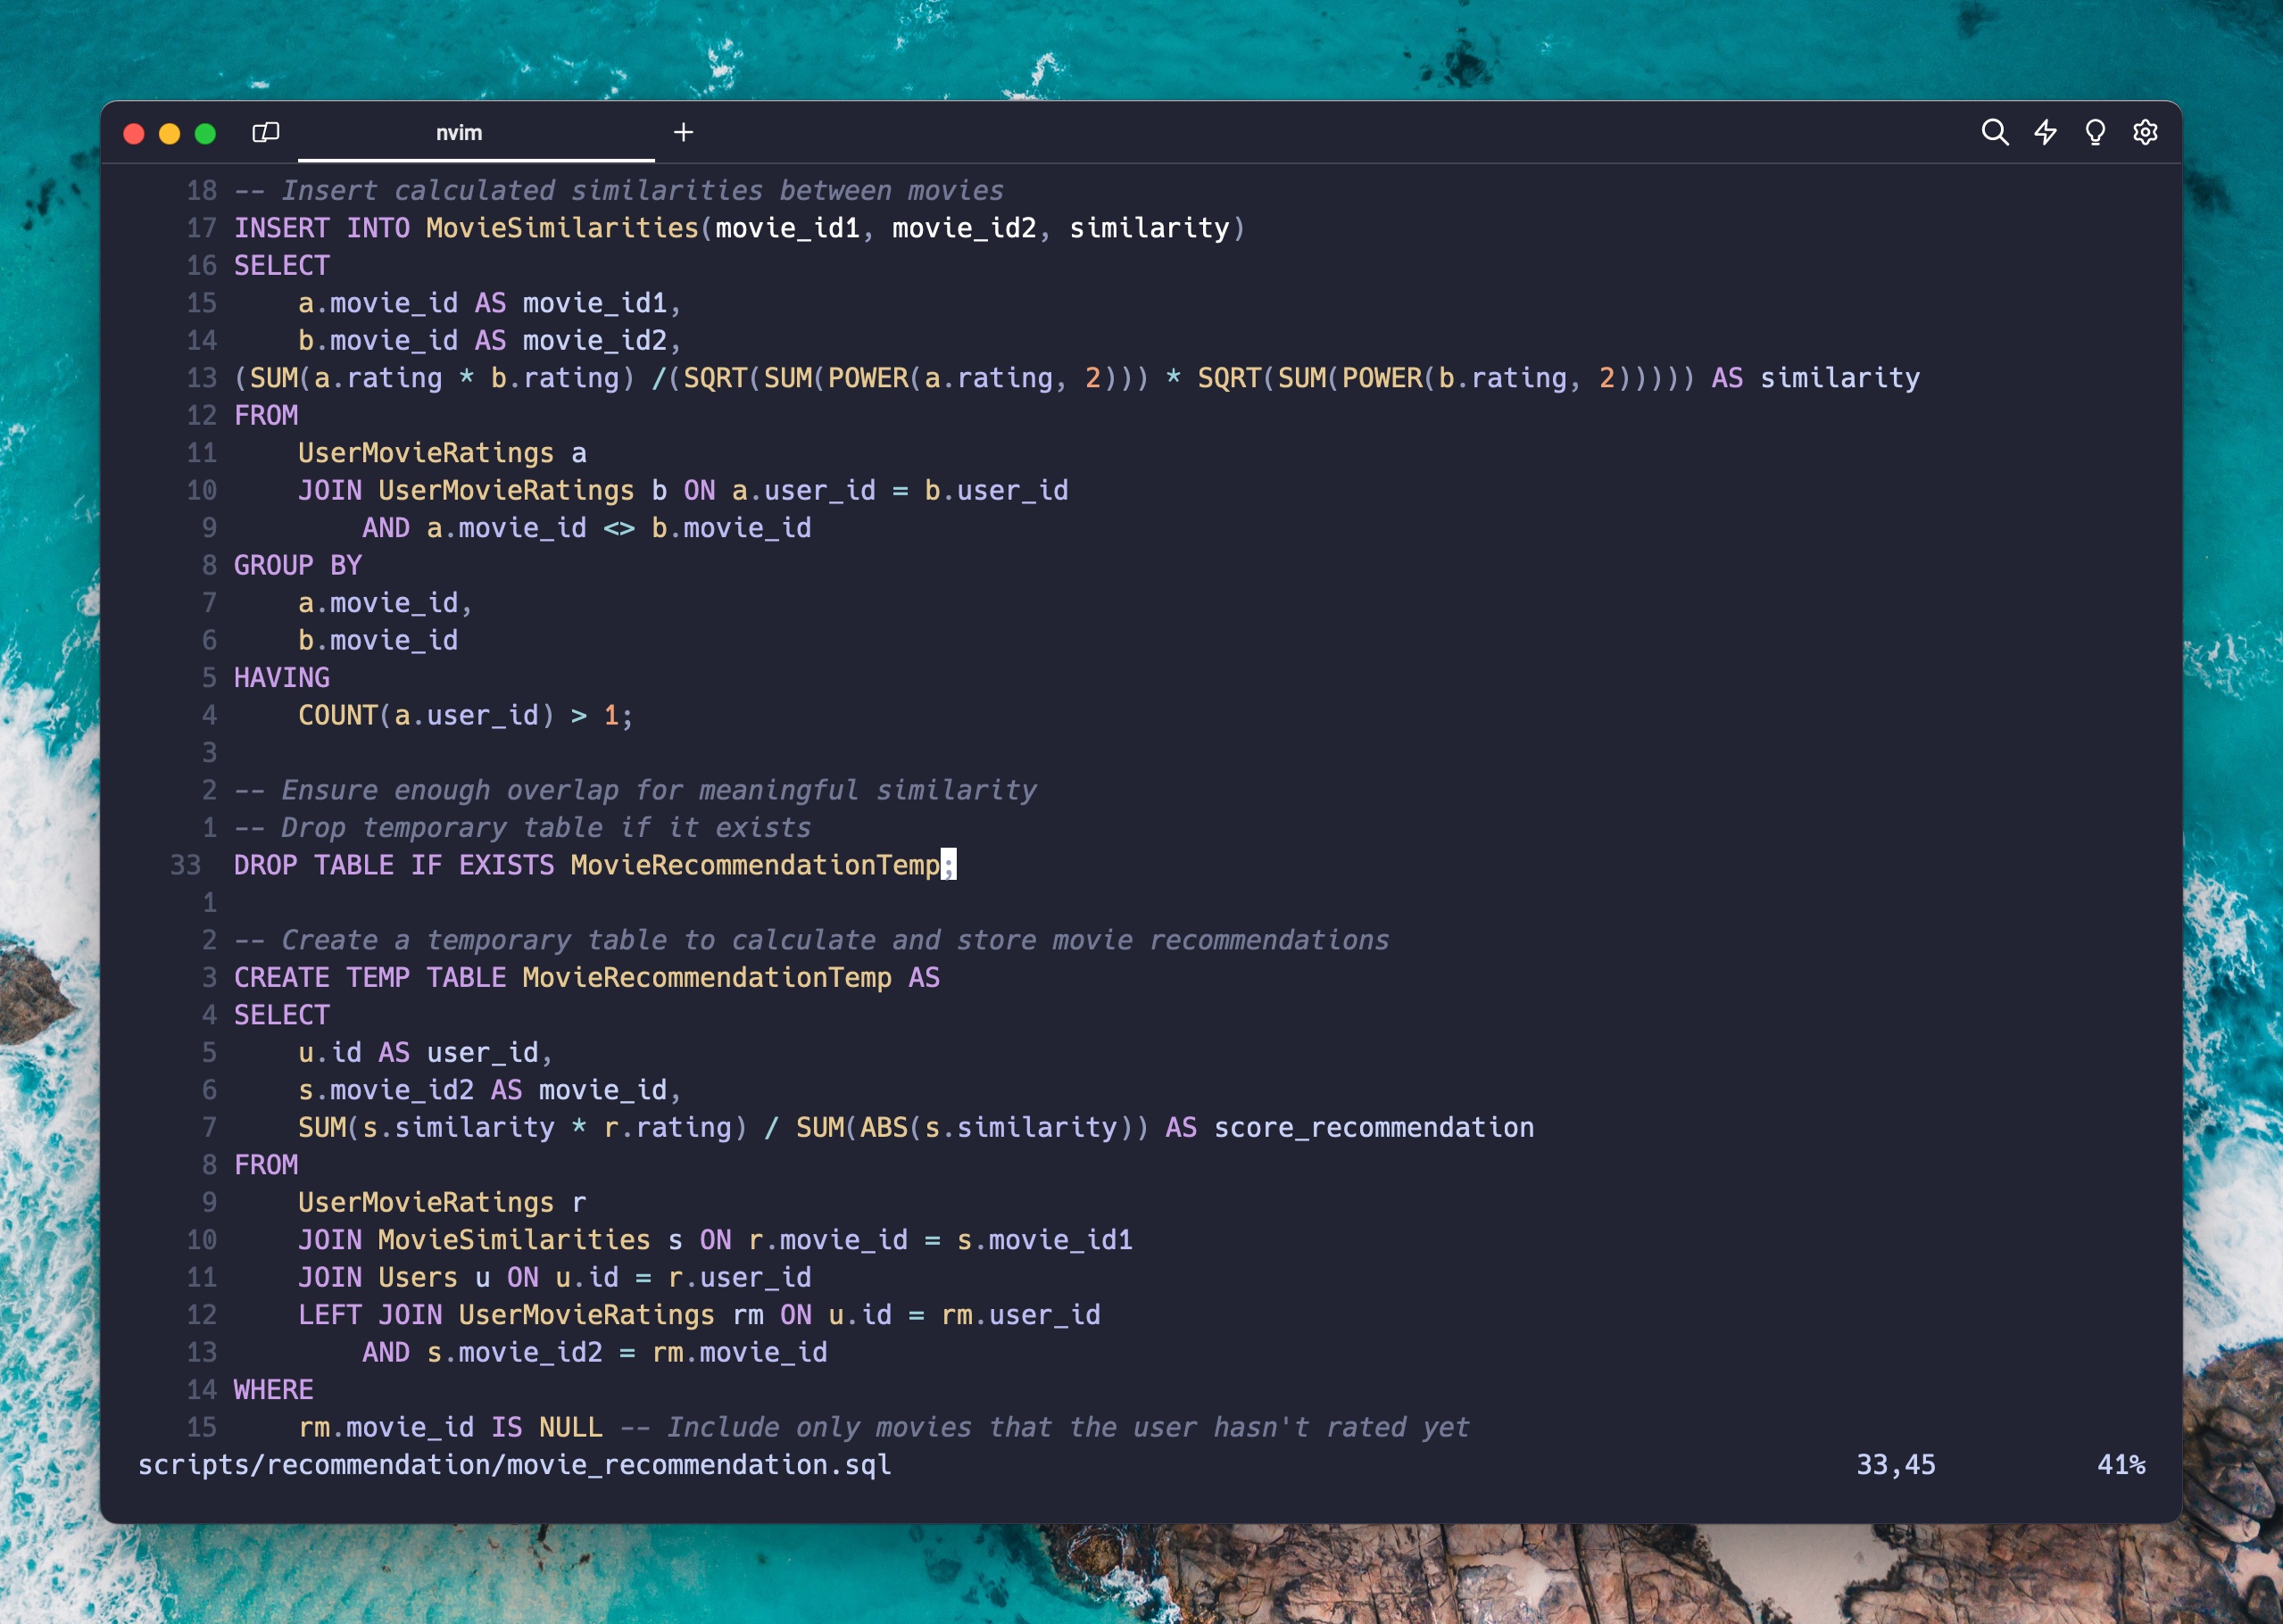 nvim
18 -- Insert calculated similarities between movies
17 INSERT INTO MovieSimilarities(movie_id1, movie_id2, similarity)
16 SELECT
15     a.movie_id AS movie_id1,
14     b.movie_id AS movie_id2,
13 (SUM(a.rating * b.rating) /(SQRT(SUM(POWER(a.rating, 2))) * SQRT(SUM(POWER(b.rating, 2))))) AS similarity
12 FROM
11     UserMovieRatings a
10     JOIN UserMovieRatings b ON a.user_id = b.user_id
9         AND a.movie_id <> b.movie_id
8 GROUP BY
7     a.movie_id,
6     b.movie_id
5 HAVING
4     COUNT(a.user_id) > 1;
3
2 -- Ensure enough overlap for meaningful similarity
1 -- Drop temporary table if it exists
33 DROP TABLE IF EXISTS MovieRecommendationTemp;
1
2 -- Create a temporary table to calculate and store movie recommendations
3 CREATE TEMP TABLE MovieRecommendationTemp AS
4 SELECT
5     u.id AS user_id,
6     s.movie_id2 AS movie_id,
7     SUM(s.similarity * r.rating) / SUM(ABS(s.similarity)) AS score_recommendation
8 FROM
9     UserMovieRatings r
10     JOIN MovieSimilarities s ON r.movie_id = s.movie_id1
11     JOIN Users u ON u.id = r.user_id
12     LEFT JOIN UserMovieRatings rm ON u.id = rm.user_id
13         AND s.movie_id2 = rm.movie_id
14 WHERE
15     rm.movie_id IS NULL -- Include only movies that the user hasn't rated yet
scripts/recommendation/movie_recommendation.sql 33,45 41%